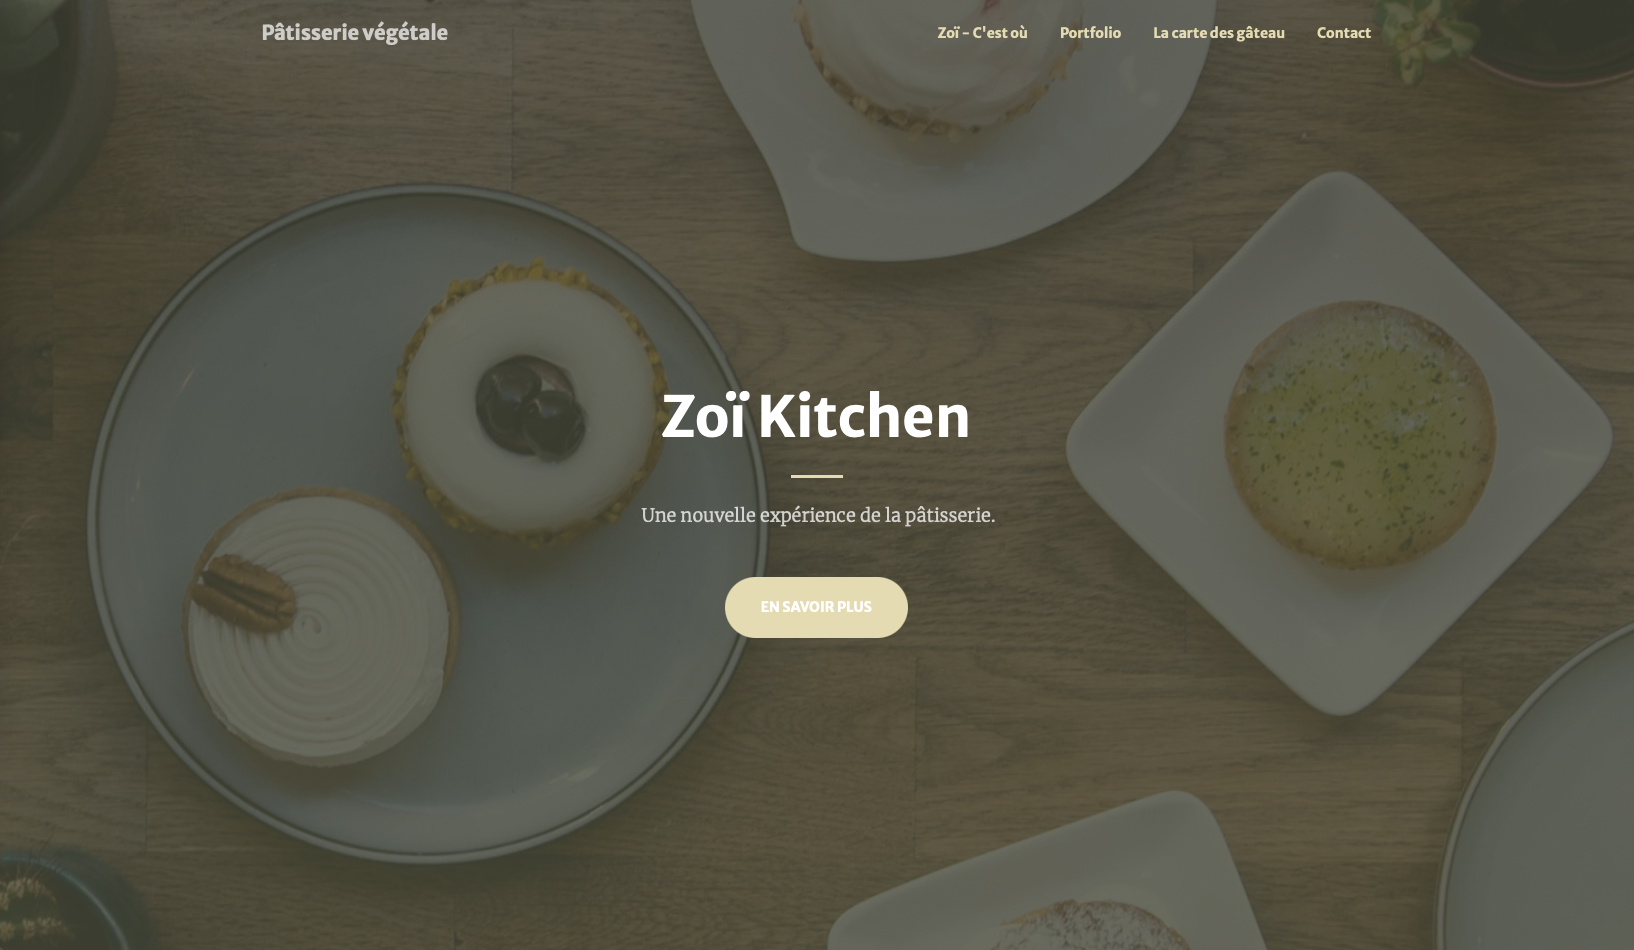 Pâtisserie végétale
Zoï - C'est où
Portfolio
La carte des gâteau
Contact
Zoï Kitchen
Une nouvelle expérience de la pâtisserie.
EN SAVOIR PLUS